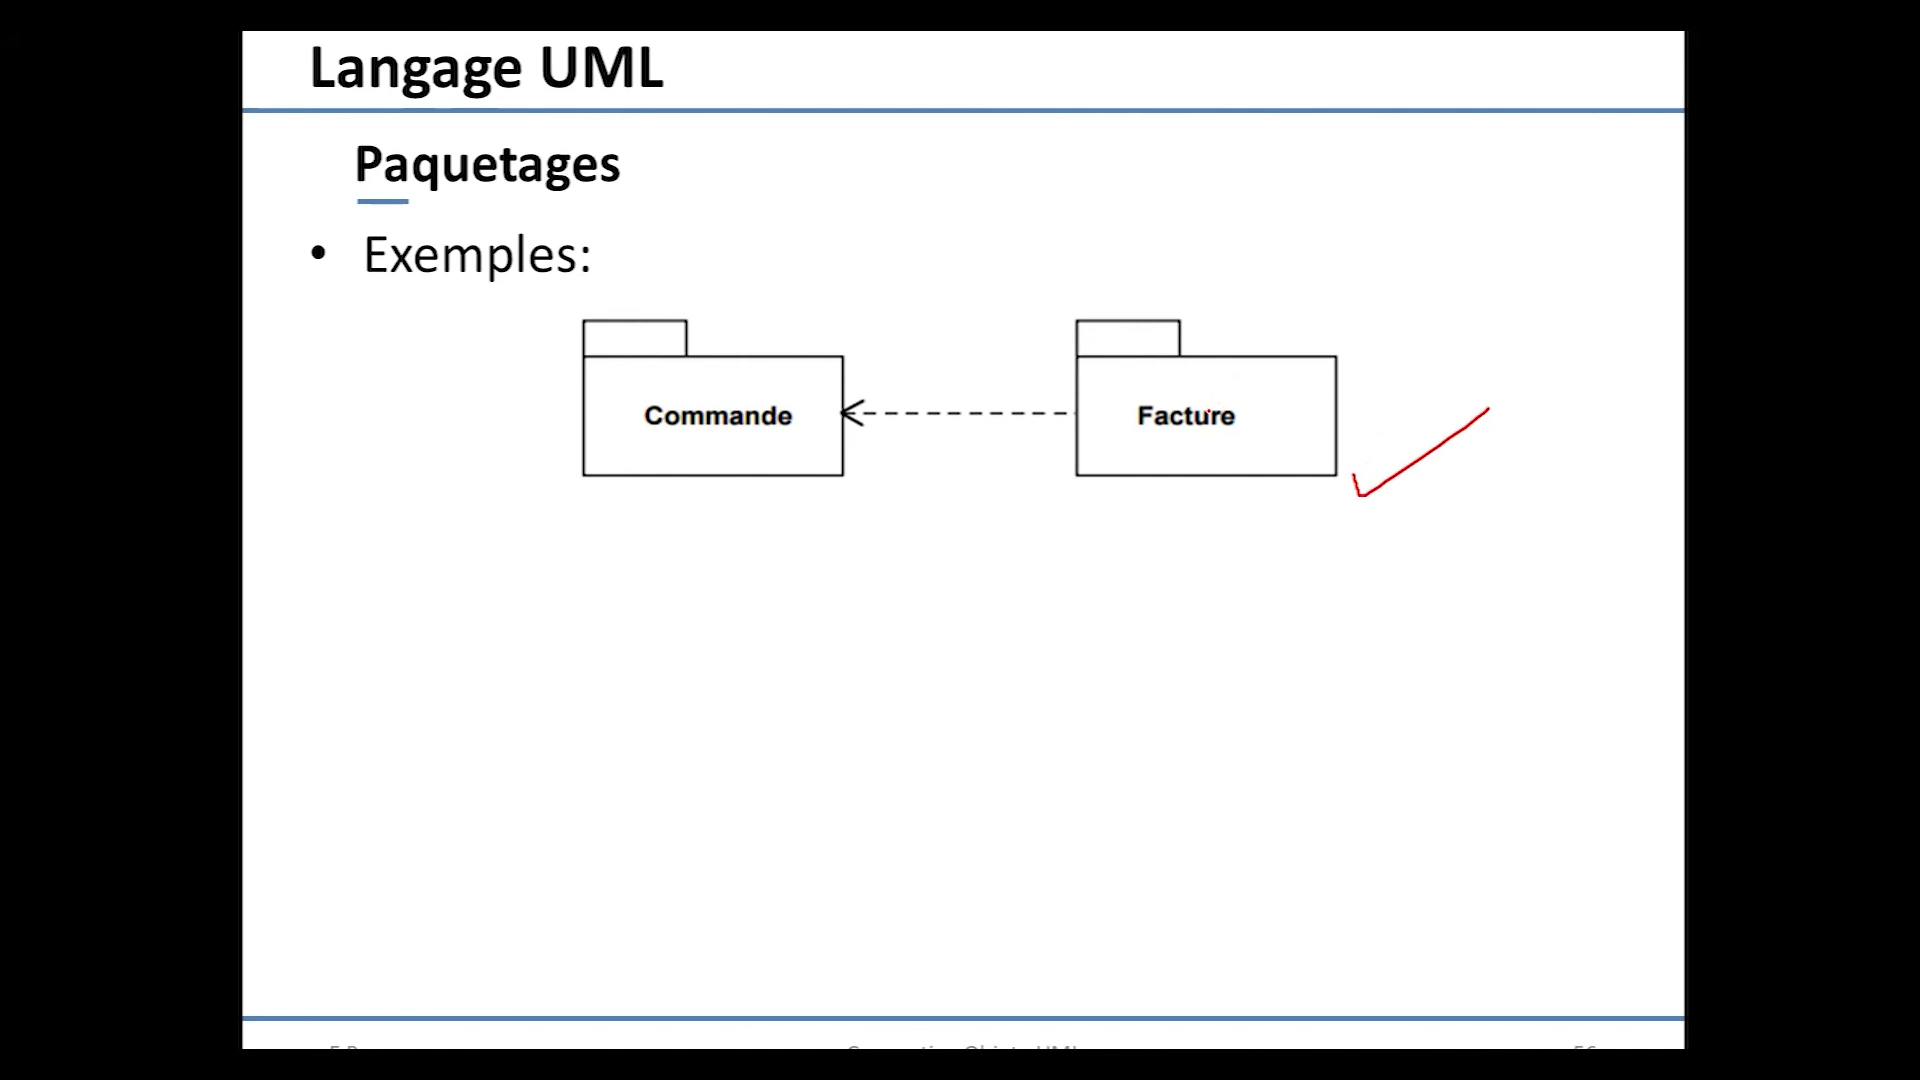 Langage UML
Paquetages
• Exemples:
Commande
Facture